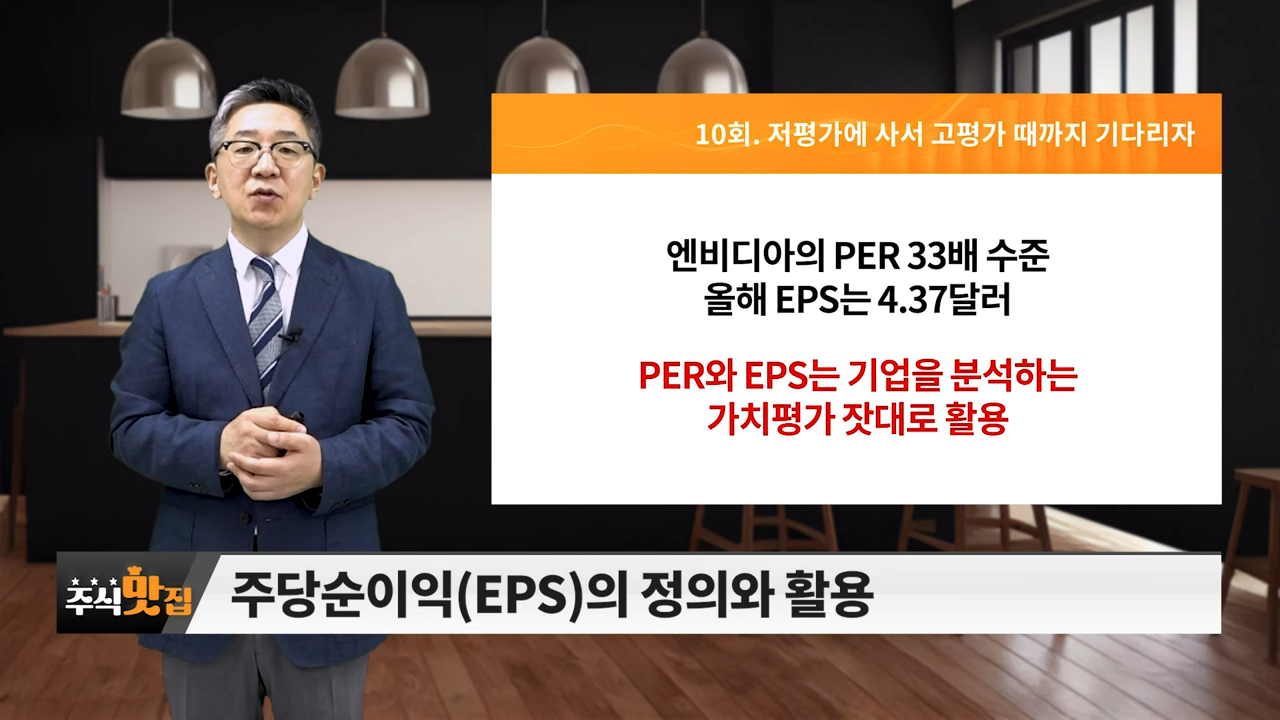 10회. 저평가에 사서 고평가 때까지 기다리자
엔비디아의 PER 33배 수준
올해 EPS는 4.37달러
PER와 EPS는 기업을 분석하는
가치평가 잣대로 활용
주식맛집
주당순이익(EPS)의 정의와 활용